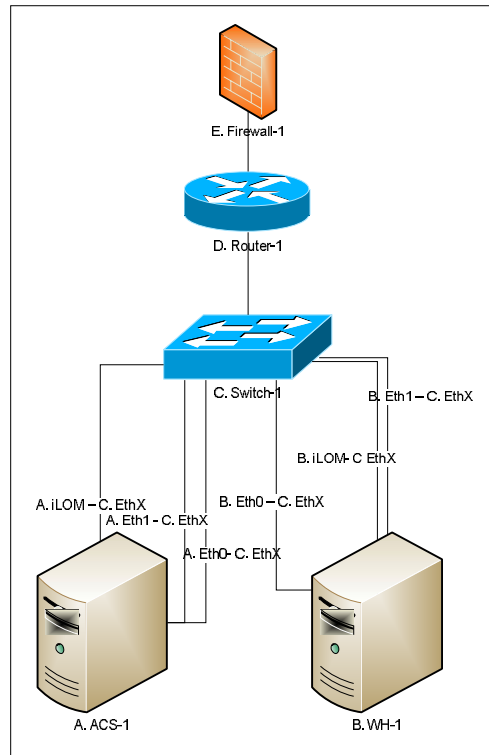 E. Firewall-1
D. Router-1
C. Switch-1
B. Eth1 – C. EthX
B. iLOM- C EthX
A. iLOM – C. EthX
B. Eth0 – C. EthX
A. Eth1 - C. EthX
A. Eth0- C. EthX
A. ACS-1
B. WH-1